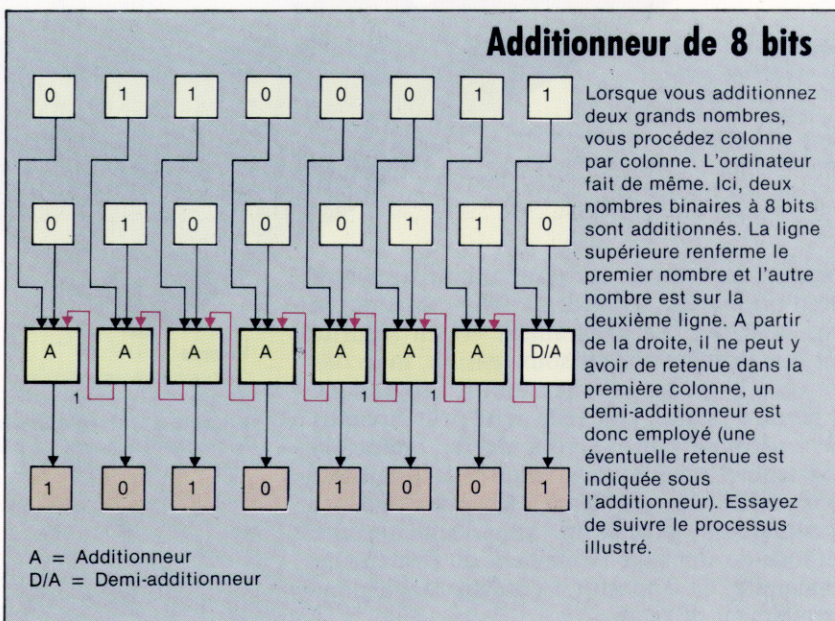 Additionneur de 8 bits
0 1 1 0 0 0 1 1
0 1 0 0 0 1 1 0
A A A A A A A D/A
1 1 1
1 0 1 0 1 0 0 1
A = Additionneur
D/A = Demi-additionneur
Lorsque vous additionnez
deux grands nombres,
vous procédez colonne
par colonne. L'ordinateur
fait de même. Ici, deux
nombres binaires à 8 bits
sont additionnés. La ligne
supérieure renferme le
premier nombre et l'autre
nombre est sur la
deuxième ligne. A partir
de la droite, il ne peut y
avoir de retenue dans la
première colonne, un
demi-additionneur est
donc employé (une
éventuelle retenue est
indiquée sous
l'additionneur). Essayez
de suivre le processus
illustré.